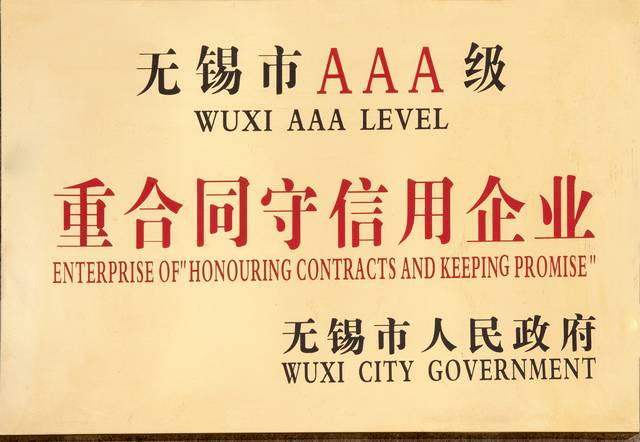 无锡市AAA级
WUXI AAA LEVEL
重合同守信用企业
ENTERPRISE OF"HONOURING CONTRACTS AND KEEPING PROMISE"
无锡市人民政府
WUXI CITY GOVERNMENT